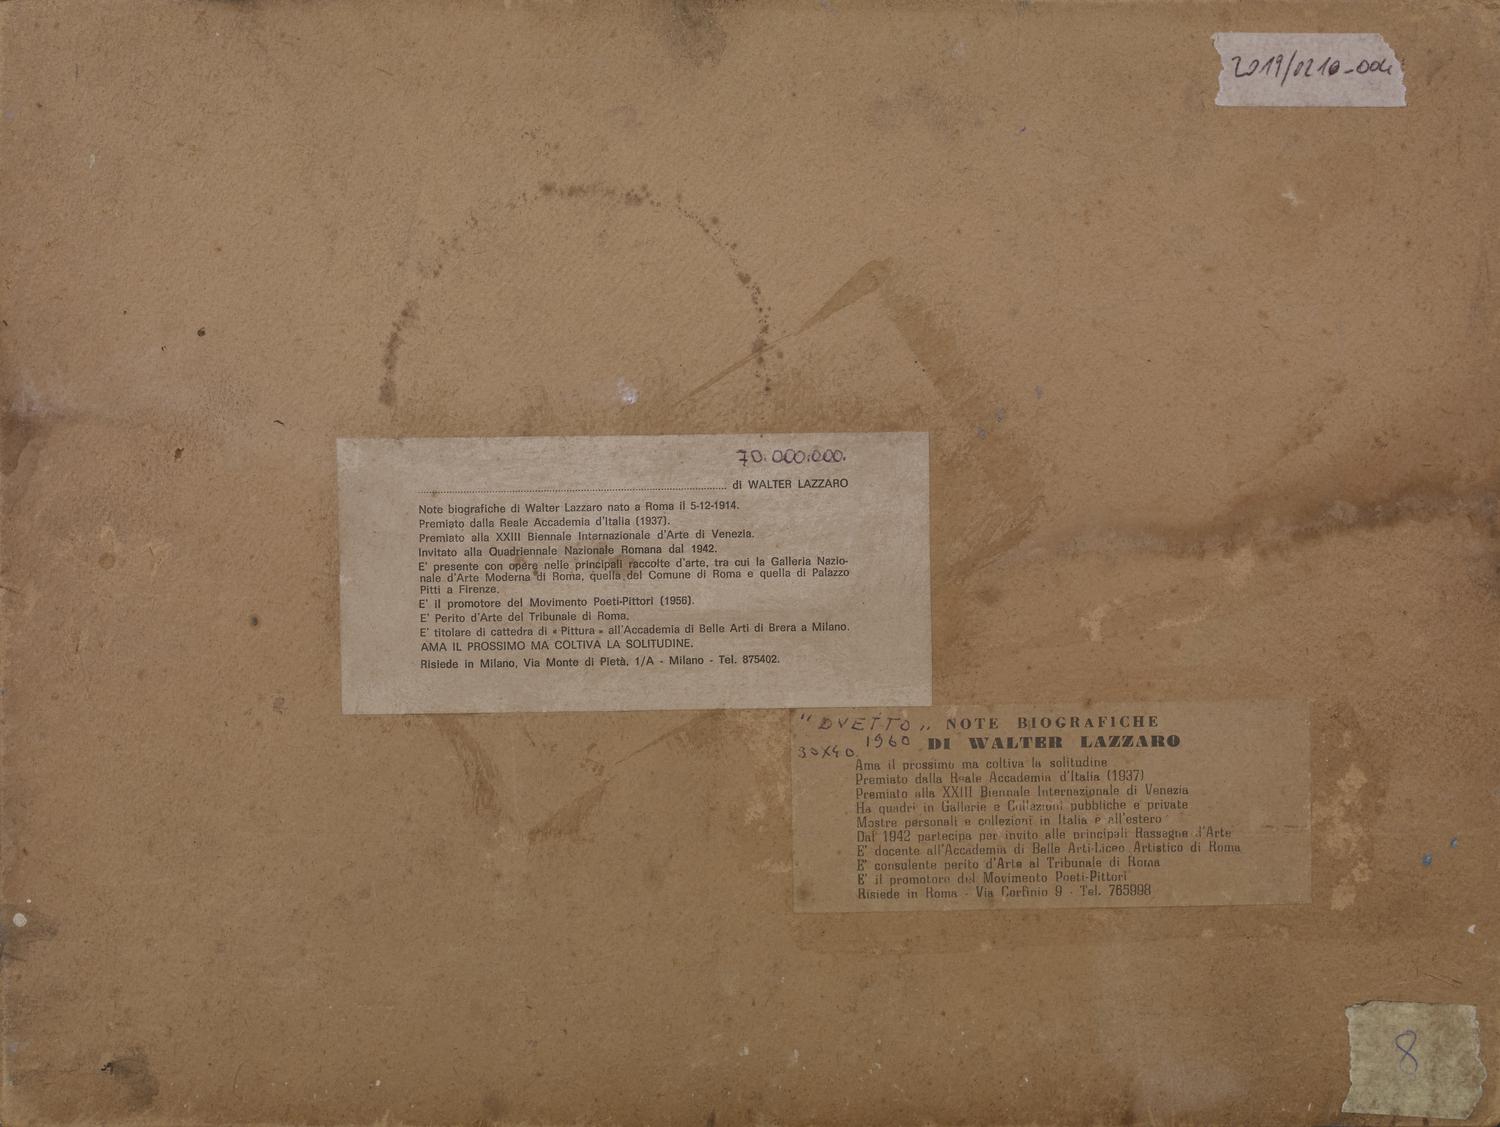 2019/0210-004
70.000.000.
di WALTER LAZZARO
Note biografiche di Walter Lazzaro nato a Roma il 5-12-1914.
Premiato dalla Reale Accademia d'Italia (1937).
Premiato alla XXIII Biennale Internazionale d'Arte di Venezia.
Invitato alla Quadriennale Nazionale Romana dal 1942.
E' presente con opere nelle principali raccolte d'arte, tra cui la Galleria Nazio-
nale d'Arte Moderna di Roma, quella del Comune di Roma e quella di Palazzo
Pitti a Firenze.
E' il promotore del Movimento Poeti-Pittori (1956).
E' Perito d'Arte del Tribunale di Roma.
E' titolare di cattedra di « Pittura » all'Accademia di Belle Arti di Brera a Milano.
AMA IL PROSSIMO MA COLTIVA LA SOLITUDINE.
Risiede in Milano, Via Monte di Pietà, 1/A - Milano - Tel. 875402.
"DUETTO„ NOTE BIOGRAFICHE
1960 DI WALTER LAZZARO
30X40
Ama il prossimo ma coltiva la solitudine
Premiato dalla Reale Accademia d'Italia (1937)
Premiato alla XXIII Biennale Internazionale di Venezia
Ha quadri in Gallerie e Collezioni pubbliche e private
Mostre personali e collezioni in Italia e all'estero
Dal 1942 partecipa per invito alle principali Rassegne d'Arte
E' docente all'Accademia di Belle Arti-Liceo Artistico di Roma
E' consulente perito d'Arte al Tribunale di Roma
E' il promotore del Movimento Poeti-Pittori
Risiede in Roma - Via Corfinio 9 - Tel. 765998
8